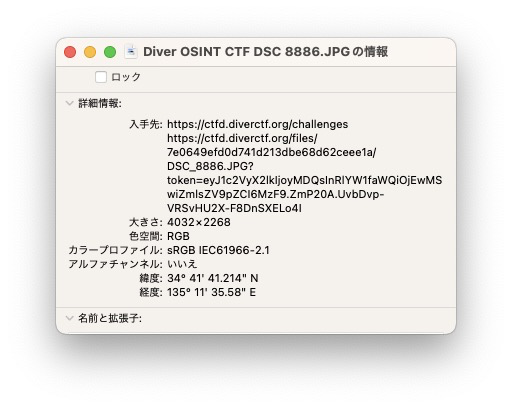 Diver OSINT CTF DSC 8886.JPGの情報
ロック
詳細情報:
入手先: https://ctfd.diverctf.org/challenges
https://ctfd.diverctf.org/files/
7e0649efd0d741d213dbe68d62ceee1a/
DSC_8886.JPG?
token=eyJ1c2VyX2lkIjoyMDQsInRlYW1faWQiOjEwMS
wiZmlsZV9pZCI6MzF9.ZmP20A.UvbDvp-
VRSvHU2X-F8DnSXELo4I
大きさ: 4032×2268
色空間: RGB
カラープロファイル: sRGB IEC61966-2.1
アルファチャンネル: いいえ
緯度: 34° 41' 41.214" N
経度: 135° 11' 35.58" E
名前と拡張子: